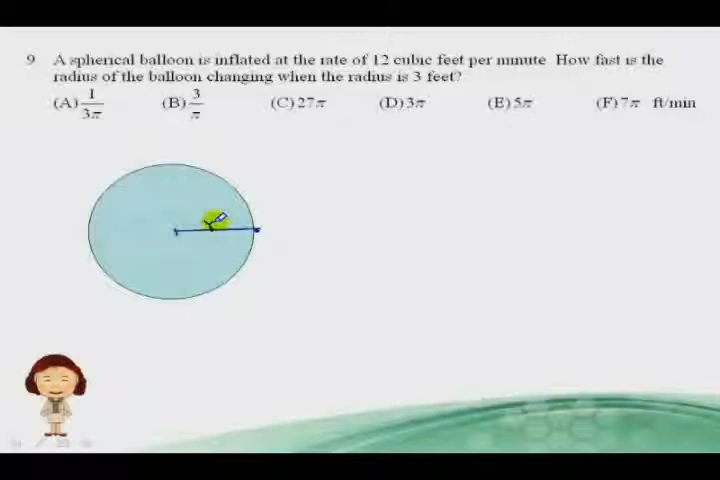 9 A spherical balloon is inflated at the rate of 12 cubic feet per minute. How fast is the
radius of the balloon changing when the radius is 3 feet?
(A) 1/3π (B) 3/π (C) 27π (D) 3π (E) 5π (F) 7π ft/min
r